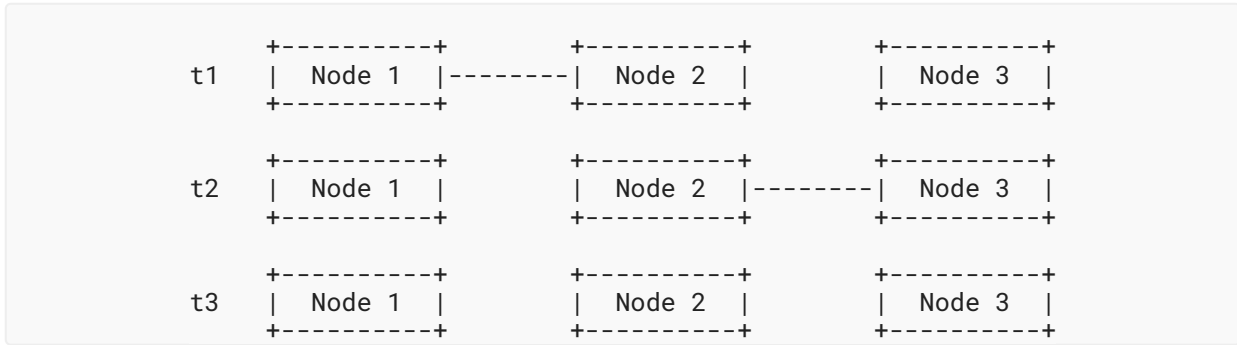 +----------+        +----------+        +----------+
t1   |  Node 1  |--------|  Node 2  |        |  Node 3  |
+----------+        +----------+        +----------+
+----------+        +----------+        +----------+
t2   |  Node 1  |        |  Node 2  |--------|  Node 3  |
+----------+        +----------+        +----------+
+----------+        +----------+        +----------+
t3   |  Node 1  |        |  Node 2  |        |  Node 3  |
+----------+        +----------+        +----------+